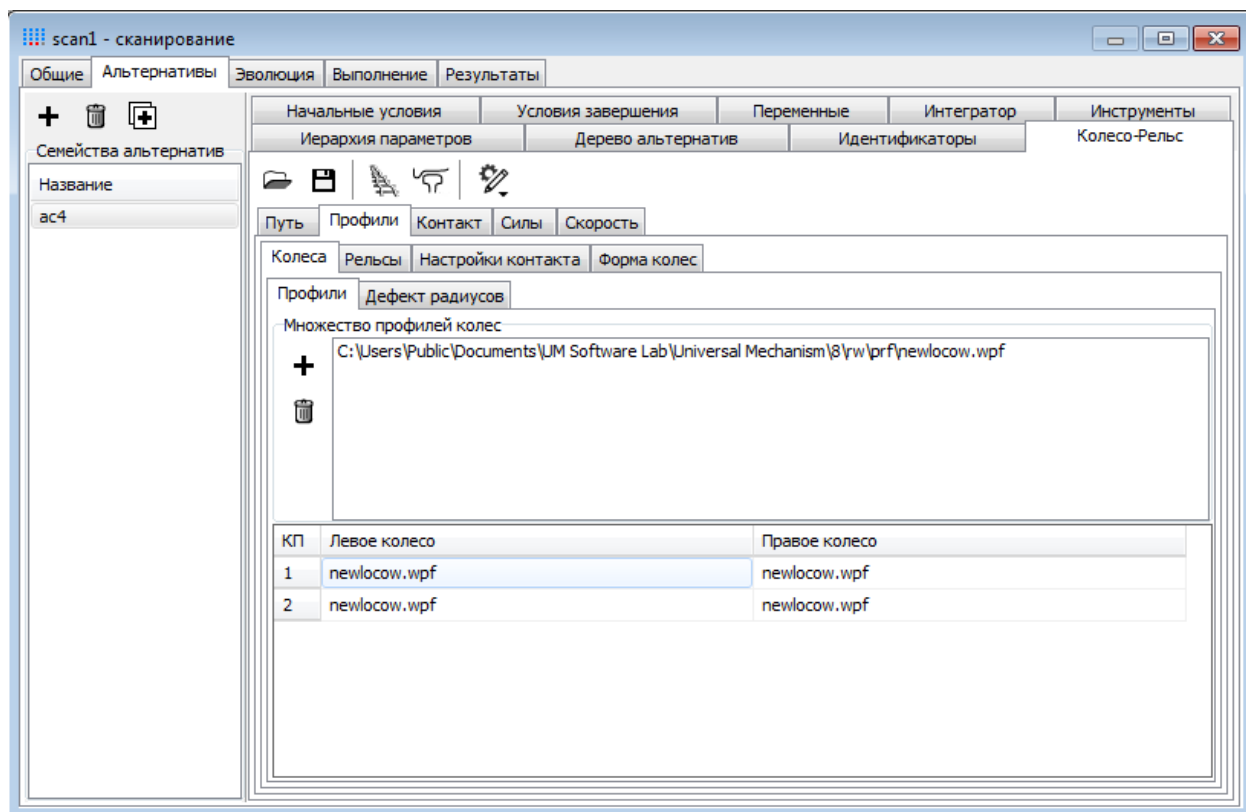 scan1 - сканирование
Общие Альтернативы Эволюция Выполнение Результаты
Семейства альтернатив
Название
ac4
Начальные условия Условия завершения Переменные Интегратор Инструменты
Иерархия параметров Дерево альтернатив Идентификаторы Колесо-Рельс
Путь Профили Контакт Силы Скорость
Колеса Рельсы Настройки контакта Форма колес
Профили Дефект радиусов
Множество профилей колес
C:\Users\Public\Documents\UM Software Lab\Universal Mechanism\8\rw\prf\newlocow.wpf
КП Левое колесо Правое колесо
1 newlocow.wpf newlocow.wpf
2 newlocow.wpf newlocow.wpf